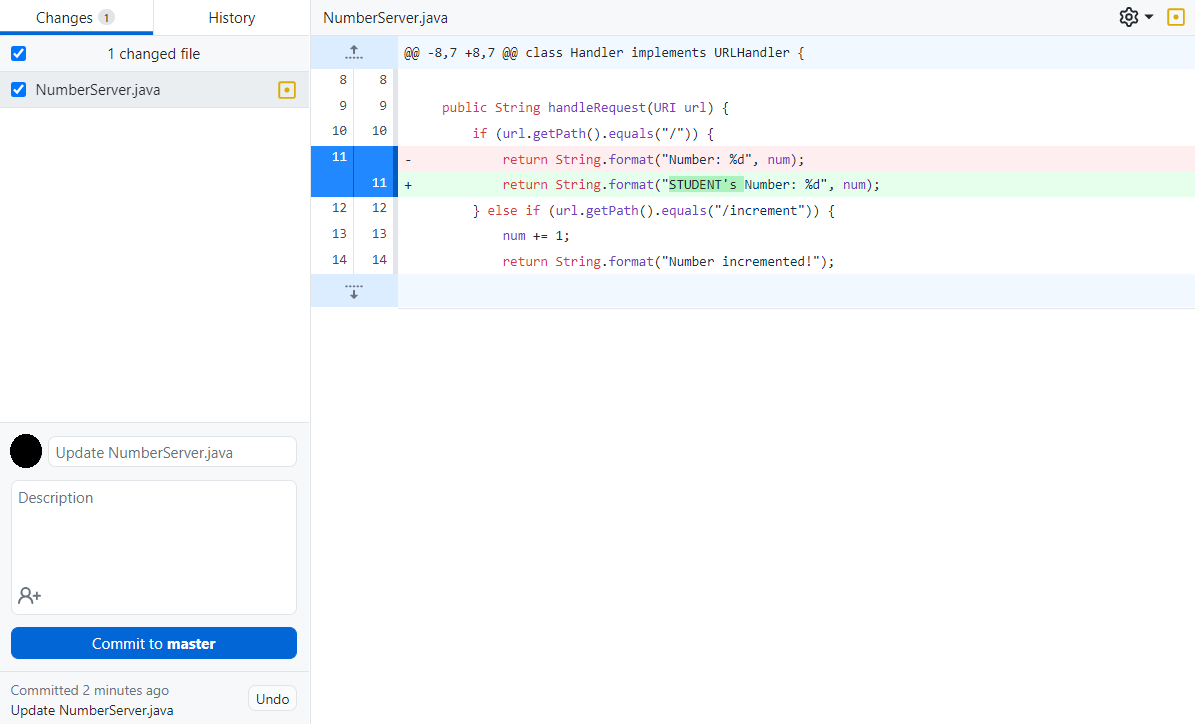 Changes 1
History
1 changed file
NumberServer.java
Update NumberServer.java
Description
Commit to master
Committed 2 minutes ago
Update NumberServer.java
Undo
NumberServer.java
@@ -8,7 +8,7 @@ class Handler implements URLHandler {
8 8
9 9 public String handleRequest(URI url) {
10 10 if (url.getPath().equals("/")) {
11 - return String.format("Number: %d", num);
11 + return String.format("STUDENT's Number: %d", num);
12 12 } else if (url.getPath().equals("/increment")) {
13 13 num += 1;
14 14 return String.format("Number incremented!");